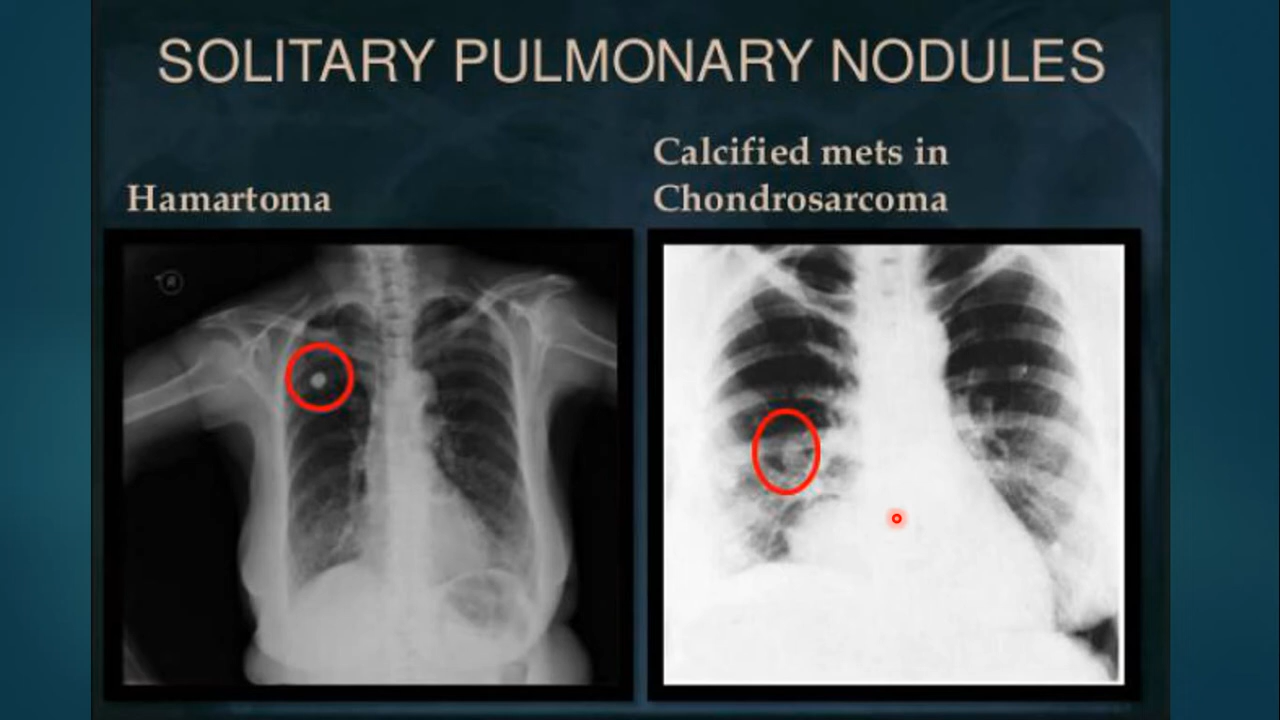 SOLITARY PULMONARY NODULES
Hamartoma
Calcified mets in
Chondrosarcoma